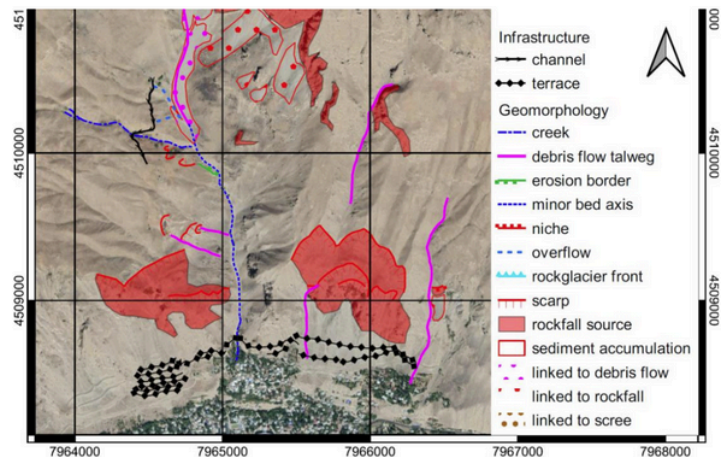 451
000
Infrastructure
channel
terrace
Geomorphology
creek
debris flow talweg
erosion border
minor bed axis
niche
overflow
rockglacier front
scarp
rockfall source
sediment accumulation
linked to debris flow
linked to rockfall
linked to scree
4510000
4510000
4509000
4509000
7964000
7965000
7966000
7967000
7968000